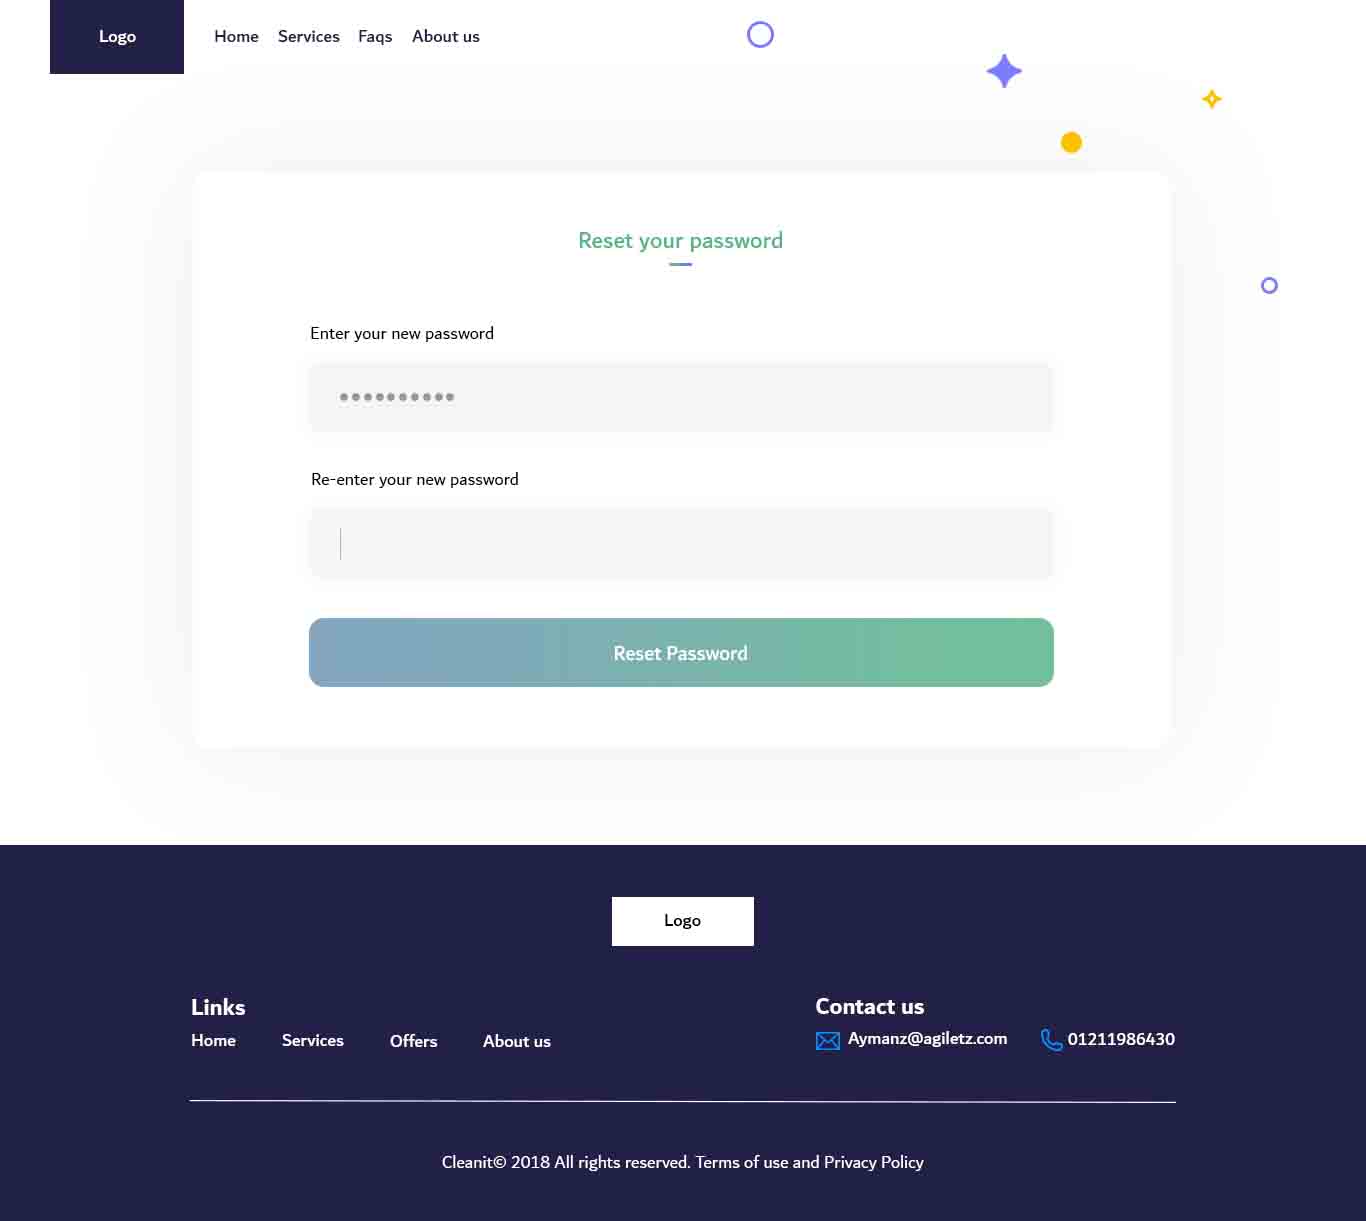 Logo
Home Services Faqs About us
Reset your password
Enter your new password
Re-enter your new password
Reset Password
Logo
Links
Home Services Offers About us
Contact us
Aymanz@agiletz.com 01211986430
Cleanit© 2018 All rights reserved. Terms of use and Privacy Policy